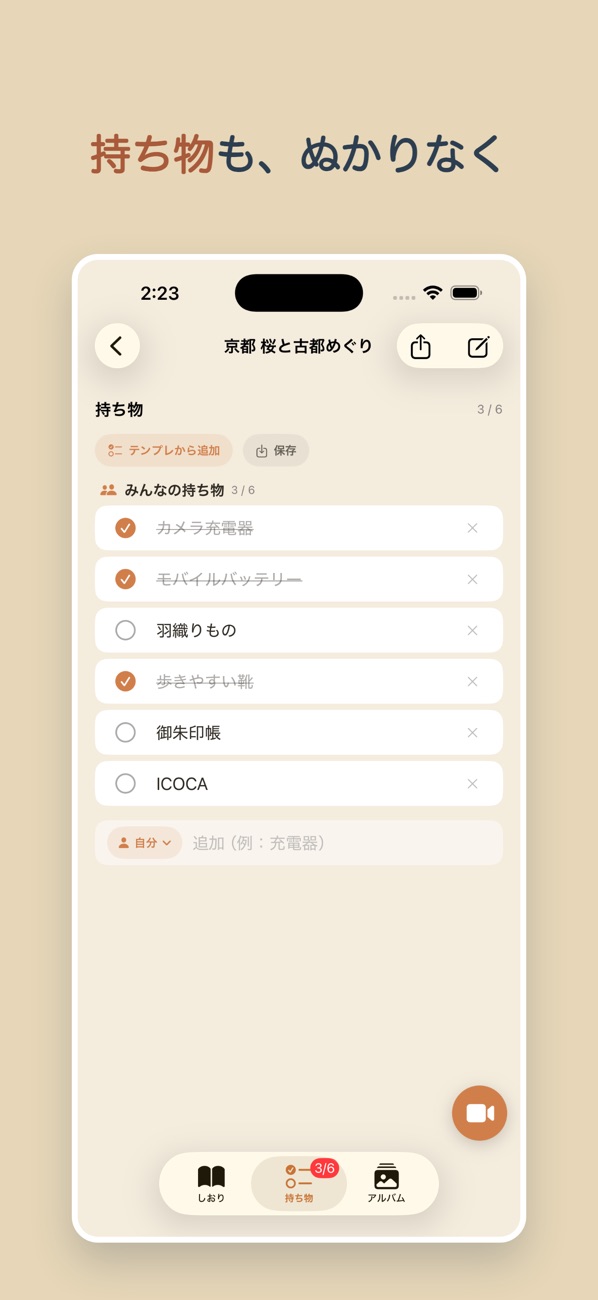 持ち物も、ぬかりなく
2:23
京都 桜と古都めぐり
持ち物 3/6
テンプレから追加 保存
みんなの持ち物 3/6
カメラ充電器
モバイルバッテリー
羽織りもの
歩きやすい靴
御朱印帳
ICOCA
自分 追加（例：充電器）
3/6
しおり 持ち物 アルバム